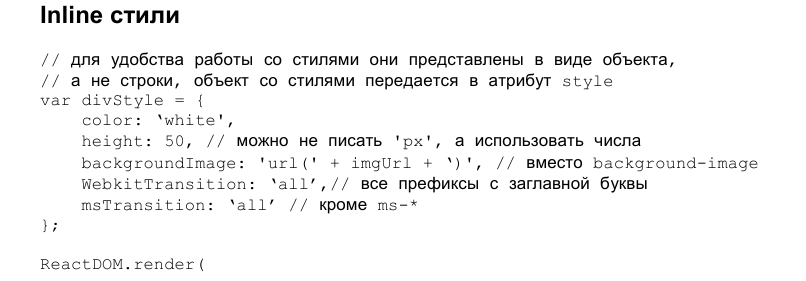 Inline стили
// для удобства работы со стилями они представлены в виде объекта,
// а не строки, объект со стилями передается в атрибут style
var divStyle = {
    color: ‘white',
    height: 50, // можно не писать 'px', а использовать числа
    backgroundImage: 'url(' + imgUrl + ‘)', // вместо background-image
    WebkitTransition: ‘all’,// все префиксы с заглавной буквы
    msTransition: ‘all’ // кроме ms-*
};
ReactDOM.render(